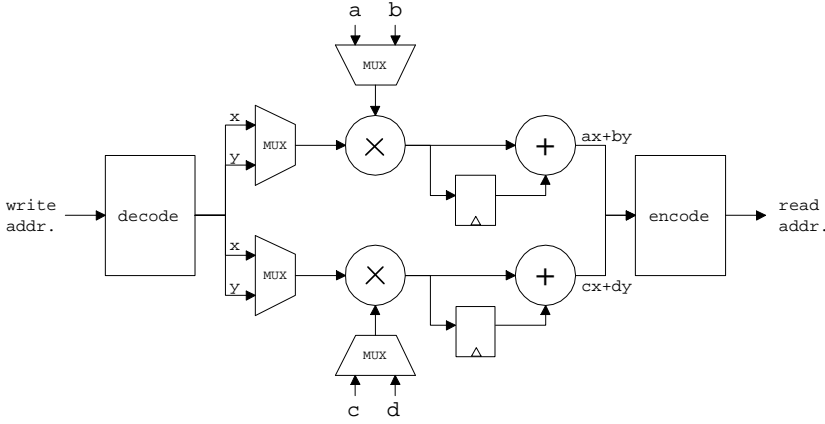 a b
MUX
x
y
MUX
×
+
ax+by
write
addr.
decode
encode
read
addr.
x
y
MUX
×
+
cx+dy
MUX
c d